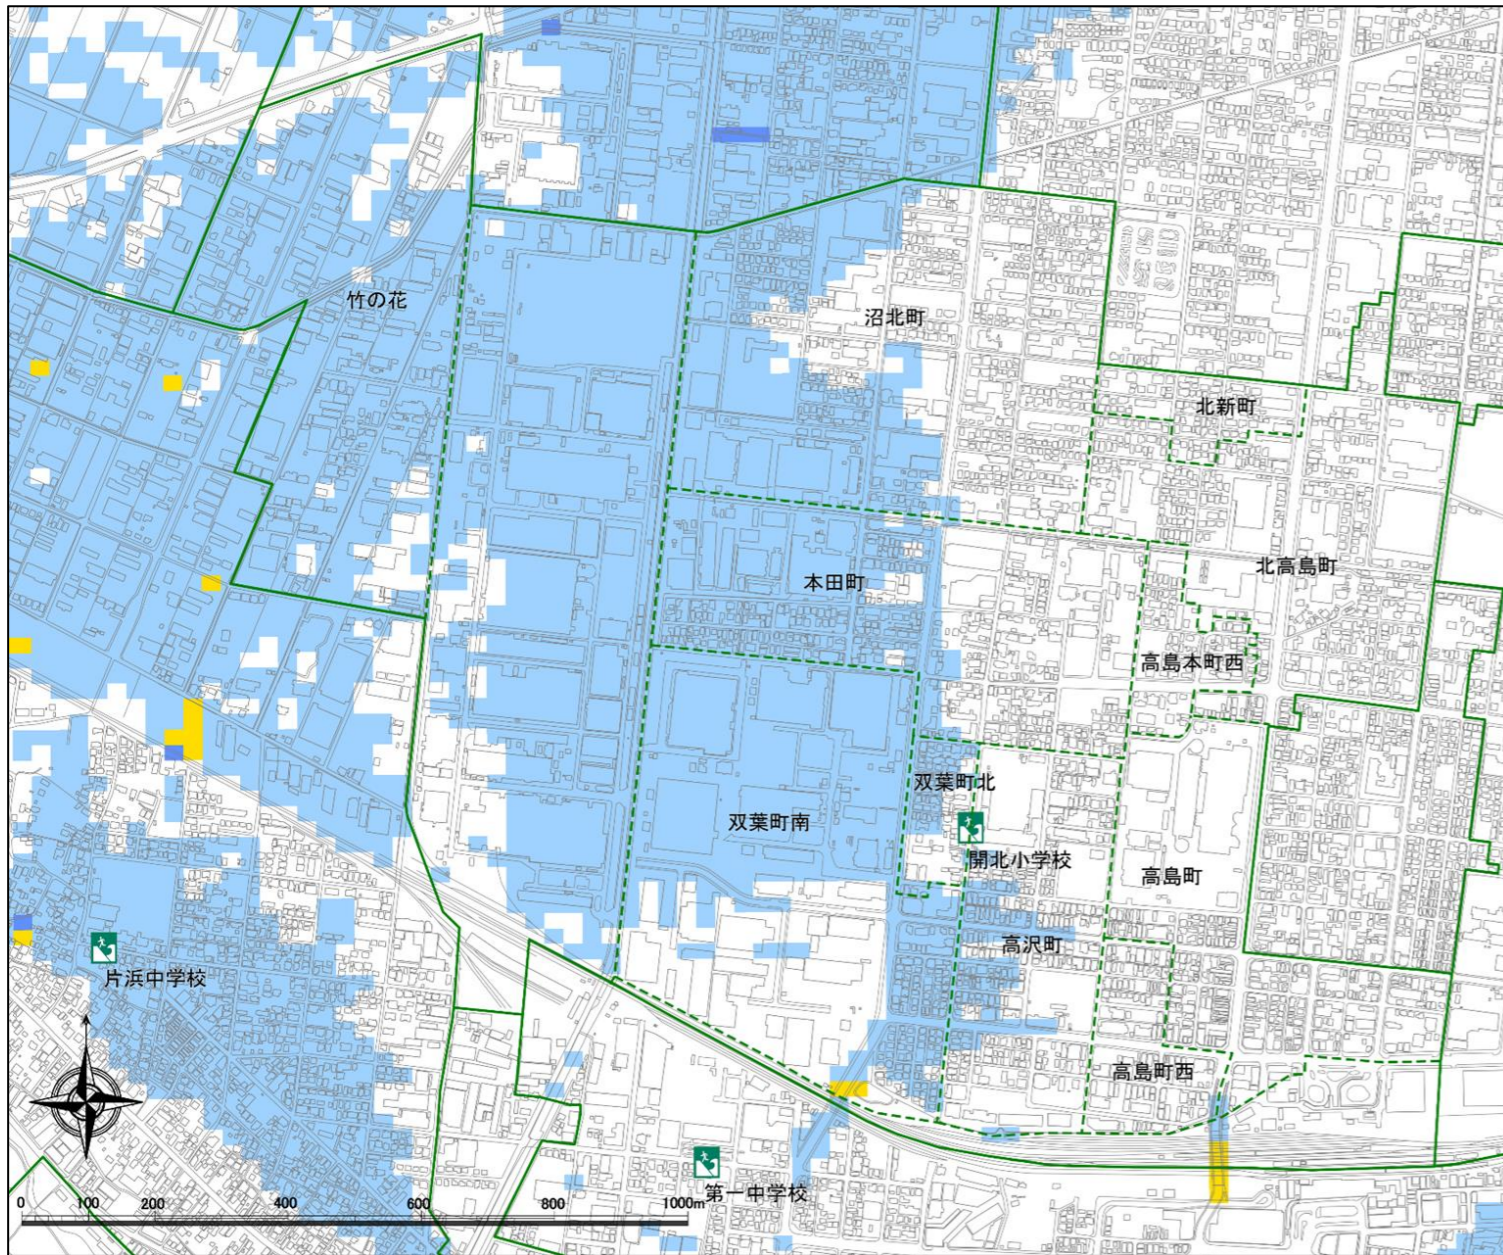 竹の花
沼北町
北新町
本田町
北高島町
高島本町西
双葉町北
双葉町南
開北小学校
高島町
高沢町
片浜中学校
高島町西
第一中学校
0 100 200 400 600 800 1000m